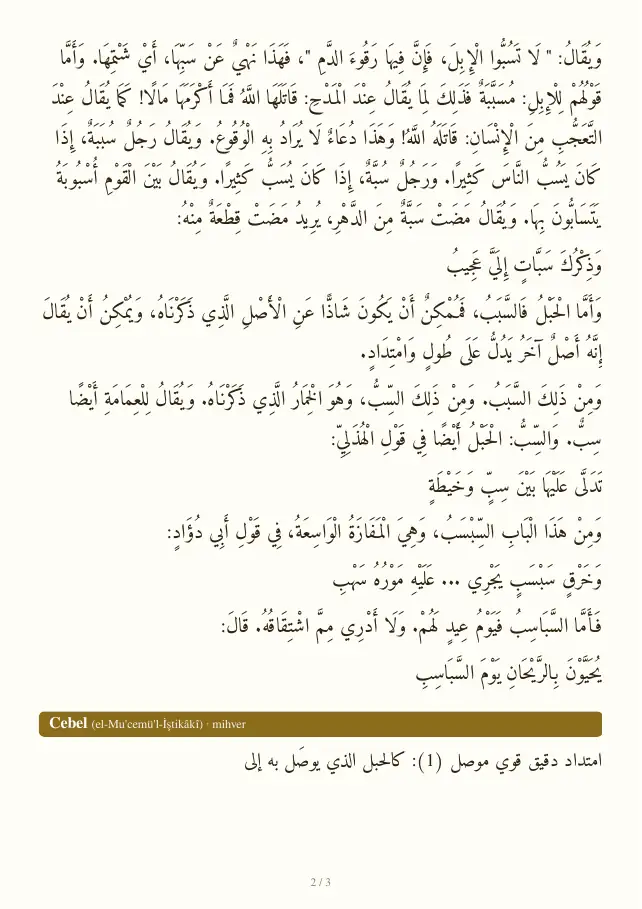 وَيُقَالُ: " لَا تَسُبُّوا الْإِبِلَ، فَإِنَّ فِيهَا رَقُوءَ الدَّمِ "، فَهَذَا نَهْيٌ عَنْ سَبِّهَا، أَيْ شَتْمِهَا. وَأَمَّا
قَوْلُهُمْ لِلْإِبِلِ: مُسَبَّبَةٌ فَذَلِكَ لِمَا يُقَالُ عِنْدَ الْمَدْحِ: قَاتَلَهَا اللَّهُ فَمَا أَكْرَمَهَا مَالًا! كَمَا يُقَالُ عِنْدَ
التَّعَجُّبِ مِنَ الْإِنْسَانِ: قَاتَلَهُ اللَّهُ! وَهَذَا دُعَاءٌ لَا يُرَادُ بِهِ الْوُقُوعُ. وَيُقَالُ رَجُلٌ سُبَبَةٌ، إِذَا
كَانَ يَسُبُّ النَّاسَ كَثِيرًا. وَرَجُلٌ سُبَّةٌ، إِذَا كَانَ يُسَبُّ كَثِيرًا. وَيُقَالُ بَيْنَ الْقَوْمِ أُسْبُوبَةٌ
يَتَسَابُّونَ بِهَا. وَيُقَالُ مَضَتْ سَبَّةٌ مِنَ الدَّهْرِ، يُرِيدُ مَضَتْ قِطْعَةٌ مِنْهُ:
وَذِكْرُكَ سَبَّاتٍ إِلَيَّ عَجِيبُ
وَأَمَّا الْحَبْلُ فَالسَّبَبُ، فَمُمْكِنٌ أَنْ يَكُونَ شَاذًّا عَنِ الْأَصْلِ الَّذِي ذَكَرْنَاهُ، وَيُمْكِنُ أَنْ يُقَالَ
إِنَّهُ أَصْلٌ آخَرُ يَدُلُّ عَلَى طُولٍ وَامْتِدَادٍ.
وَمِنْ ذَلِكَ السَّبَبُ. وَمِنْ ذَلِكَ السِّبُّ، وَهُوَ الْخِمَارُ الَّذِي ذَكَرْنَاهُ. وَيُقَالُ لِلْعِمَامَةِ أَيْضًا
سِبٌّ. وَالسِّبُّ: الْحَبْلُ أَيْضًا فِي قَوْلِ الْهُذَلِيِّ:
تَدَلَّى عَلَيْهَا بَيْنَ سِبٍّ وَخَيْطَةٍ
وَمِنْ هَذَا الْبَابِ السِّبْسَبُ، وَهِيَ الْمَفَازَةُ الْوَاسِعَةُ، فِي قَوْلِ أَبِي دُؤَادٍ:
وَخَرْقٍ سَبْسَبٍ يَجْرِي ... عَلَيْهِ مَوْرُهُ سَهْبِ
فَأَمَّا السَّبَاسِبُ فَيَوْمُ عِيدٍ لَهُمْ. وَلَا أَدْرِي مِمَّ اشْتِقَاقُهُ. قَالَ:
يُحَيَّوْنَ بِالرَّيْحَانِ يَوْمَ السَّبَاسِبِ
Cebel (el-Mu'cemü'l-İştikâkî) · mihver
امتداد دقيق قوي موصل (1): كالحبل الذي يوصَل به إلى
2 / 3